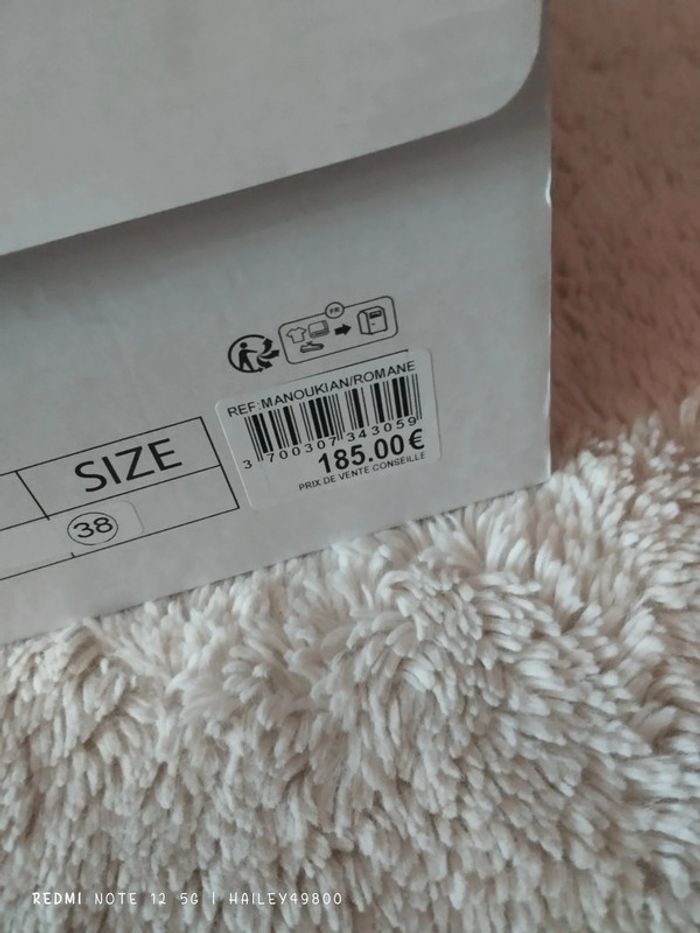 FR
REF:MANOUKIAN/ROMANE
3 700307 343059
185.00€
PRIX DE VENTE CONSEILLE
SIZE
38
REDMI NOTE 12 5G | HAILEY49800